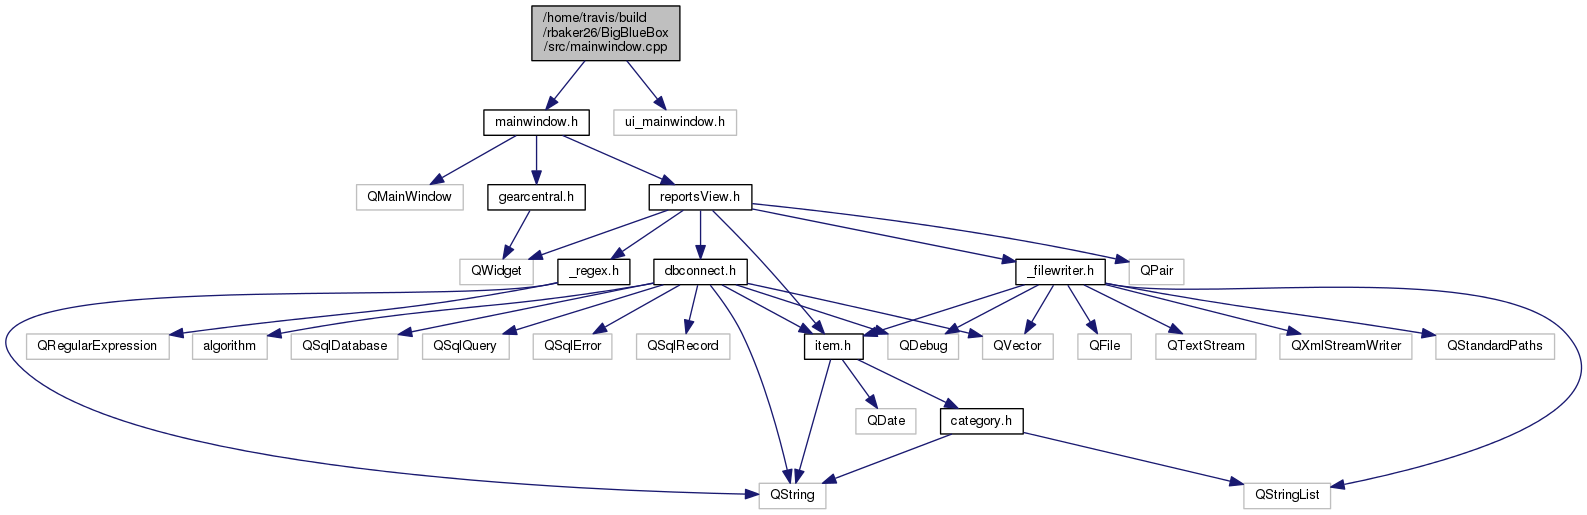 /home/travis/build
/rbaker26/BigBlueBox
/src/mainwindow.cpp
mainwindow.h
ui_mainwindow.h
QMainWindow
gearcentral.h
reportsView.h
QWidget
_regex.h
dbconnect.h
_filewriter.h
QPair
QRegularExpression
algorithm
QSqlDatabase
QSqlQuery
QSqlError
QSqlRecord
item.h
QDebug
QVector
QFile
QTextStream
QXmlStreamWriter
QStandardPaths
QDate
category.h
QString
QStringList